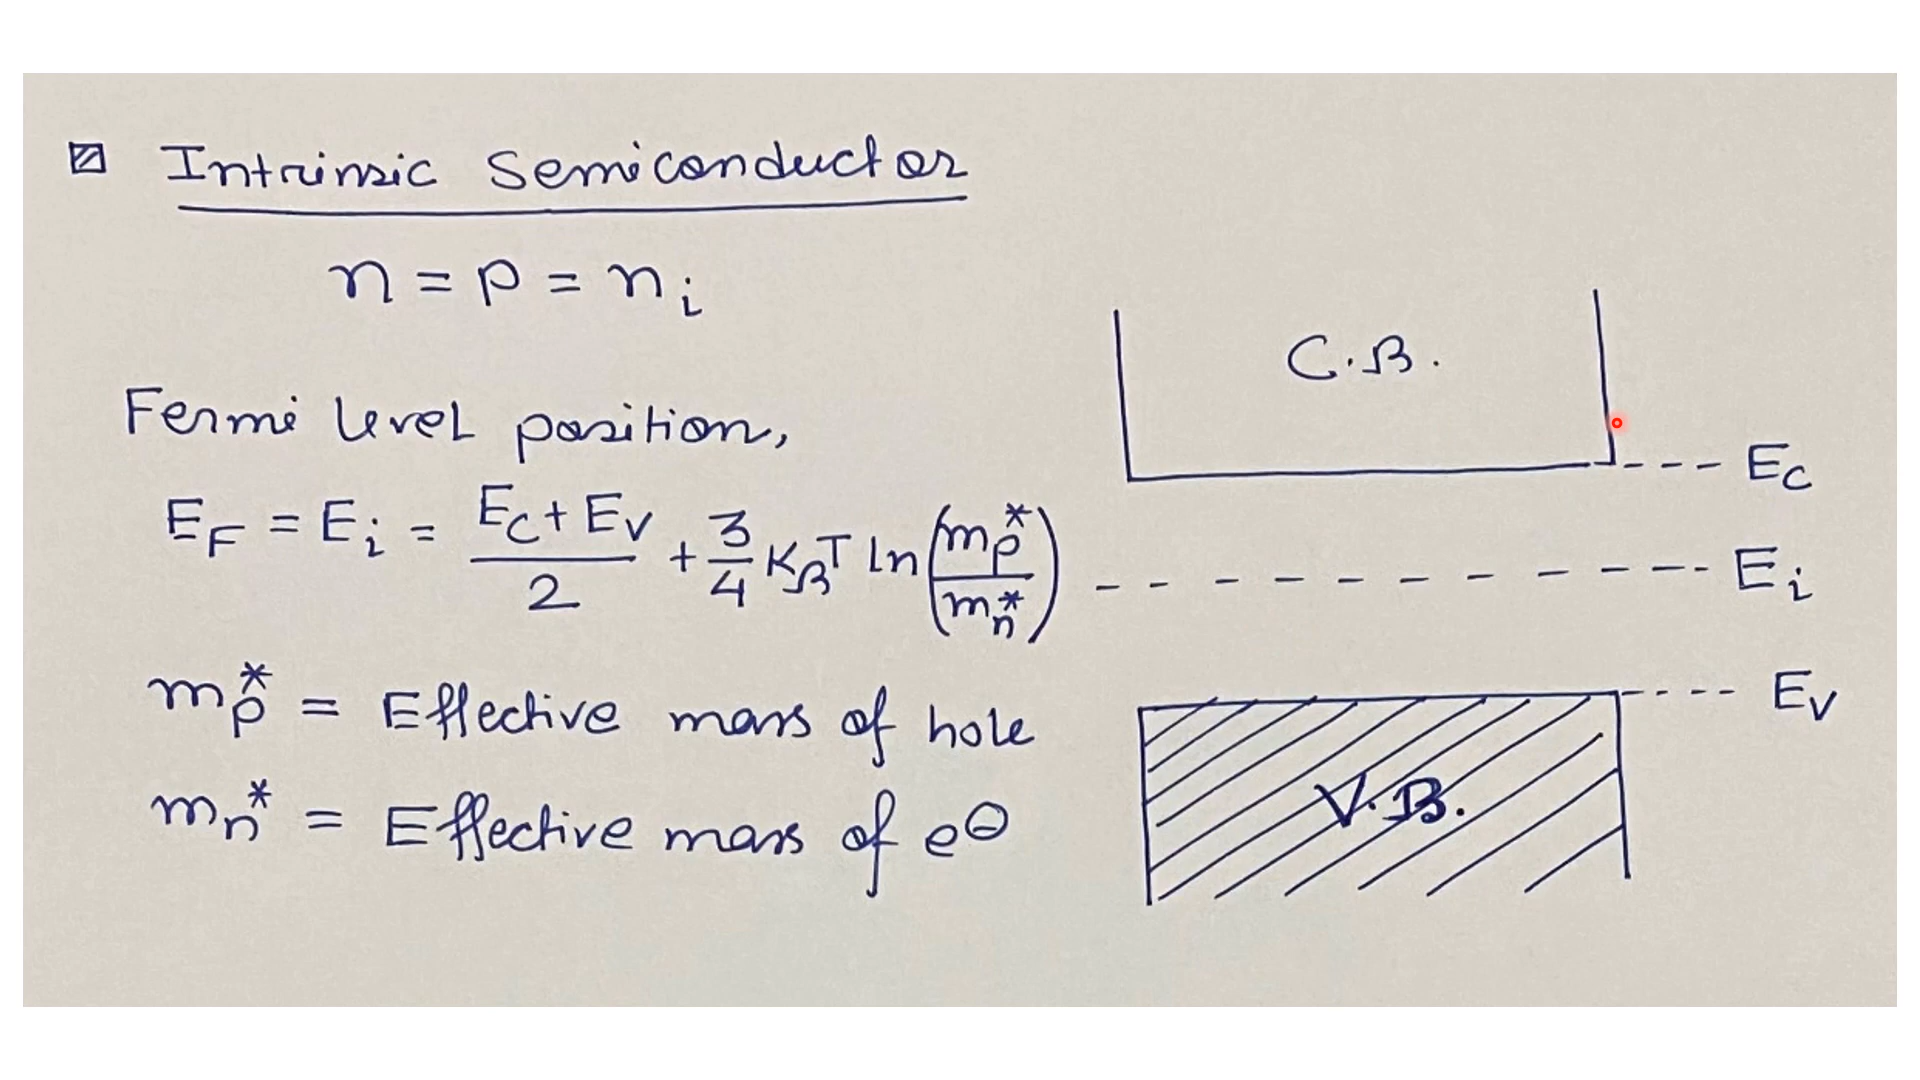 Intrinsic Semiconductor
n = p = nᵢ
Fermi level position,
E_F = E_i = (E_C + E_V)/2 + 3/4 K_B T ln(m_p*/m_n*)
m_p* = Effective mass of hole
m_n* = Effective mass of e⊖
C.B.
E_C
E_i
E_V
V.B.